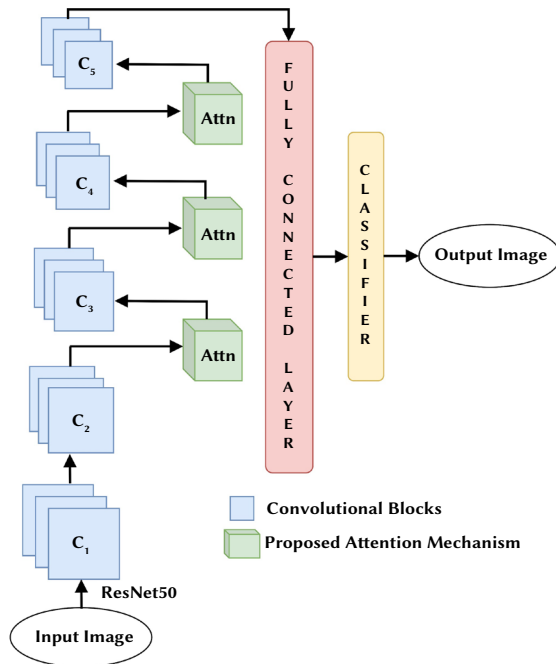 C5
Attn
C4
Attn
C3
Attn
C2
C1
ResNet50
Input Image
FULLY CONNECTED LAYER
CLASSIFIER
Output Image
Convolutional Blocks
Proposed Attention Mechanism